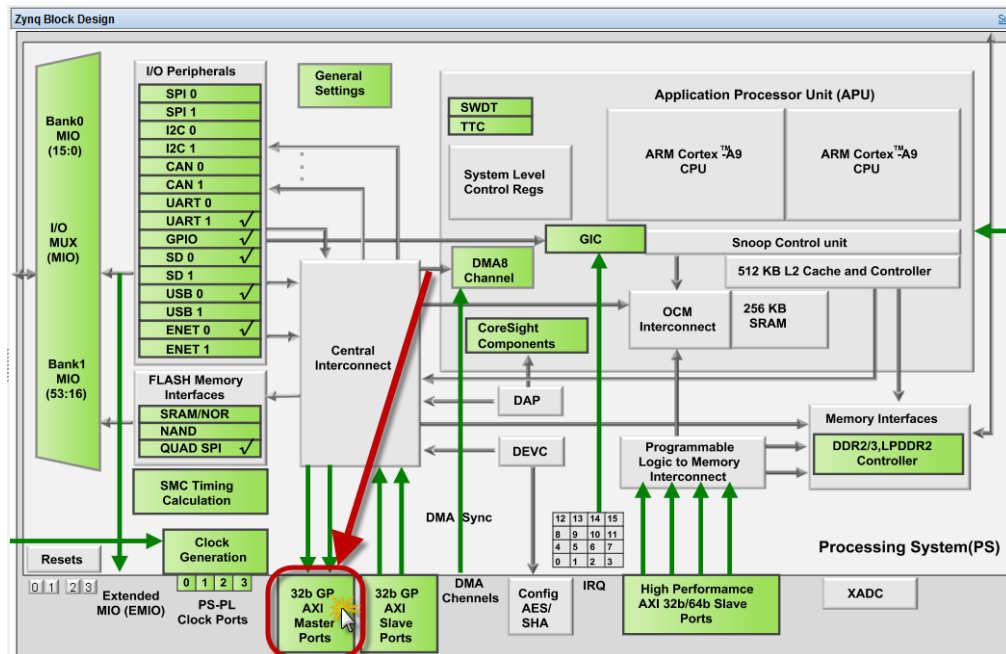 Zynq Block Design
Su
I/O Peripherals
SPI 0
SPI 1
I2C 0
I2C 1
CAN 0
CAN 1
UART 0
UART 1 √
GPIO √
SD 0 √
SD 1
USB 0 √
USB 1
ENET 0 √
ENET 1
Bank0
MIO
(15:0)
I/O
MUX
(MIO)
Bank1
MIO
(53:16)
FLASH Memory
Interfaces
SRAM/NOR
NAND
QUAD SPI √
SMC Timing
Calculation
General
Settings
Application Processor Unit (APU)
SWDT
TTC
System Level
Control Regs
ARM Cortex™-A9
CPU
ARM Cortex™-A9
CPU
GIC
Snoop Control unit
DMA8
Channel
512 KB L2 Cache and Controller
OCM
Interconnect
256 KB
SRAM
CoreSight
Components
Central
Interconnect
DAP
DEVC
Memory Interfaces
DDR2/3,LPDDR2
Controller
Programmable
Logic to Memory
Interconnect
DMA Sync
12 13 14 15
8 9 10 11
4 5 6 7
0 1 2 3
Processing System(PS)
Resets
Clock
Generation
0 1 2 3
0 1 2 3
Extended
MIO (EMIO)
PS-PL
Clock Ports
32b GP
AXI
Master
Ports
32b GP
AXI
Slave
Ports
DMA
Channels
Config
AES/
SHA
IRQ
High Performance
AXI 32b/64b Slave
Ports
XADC